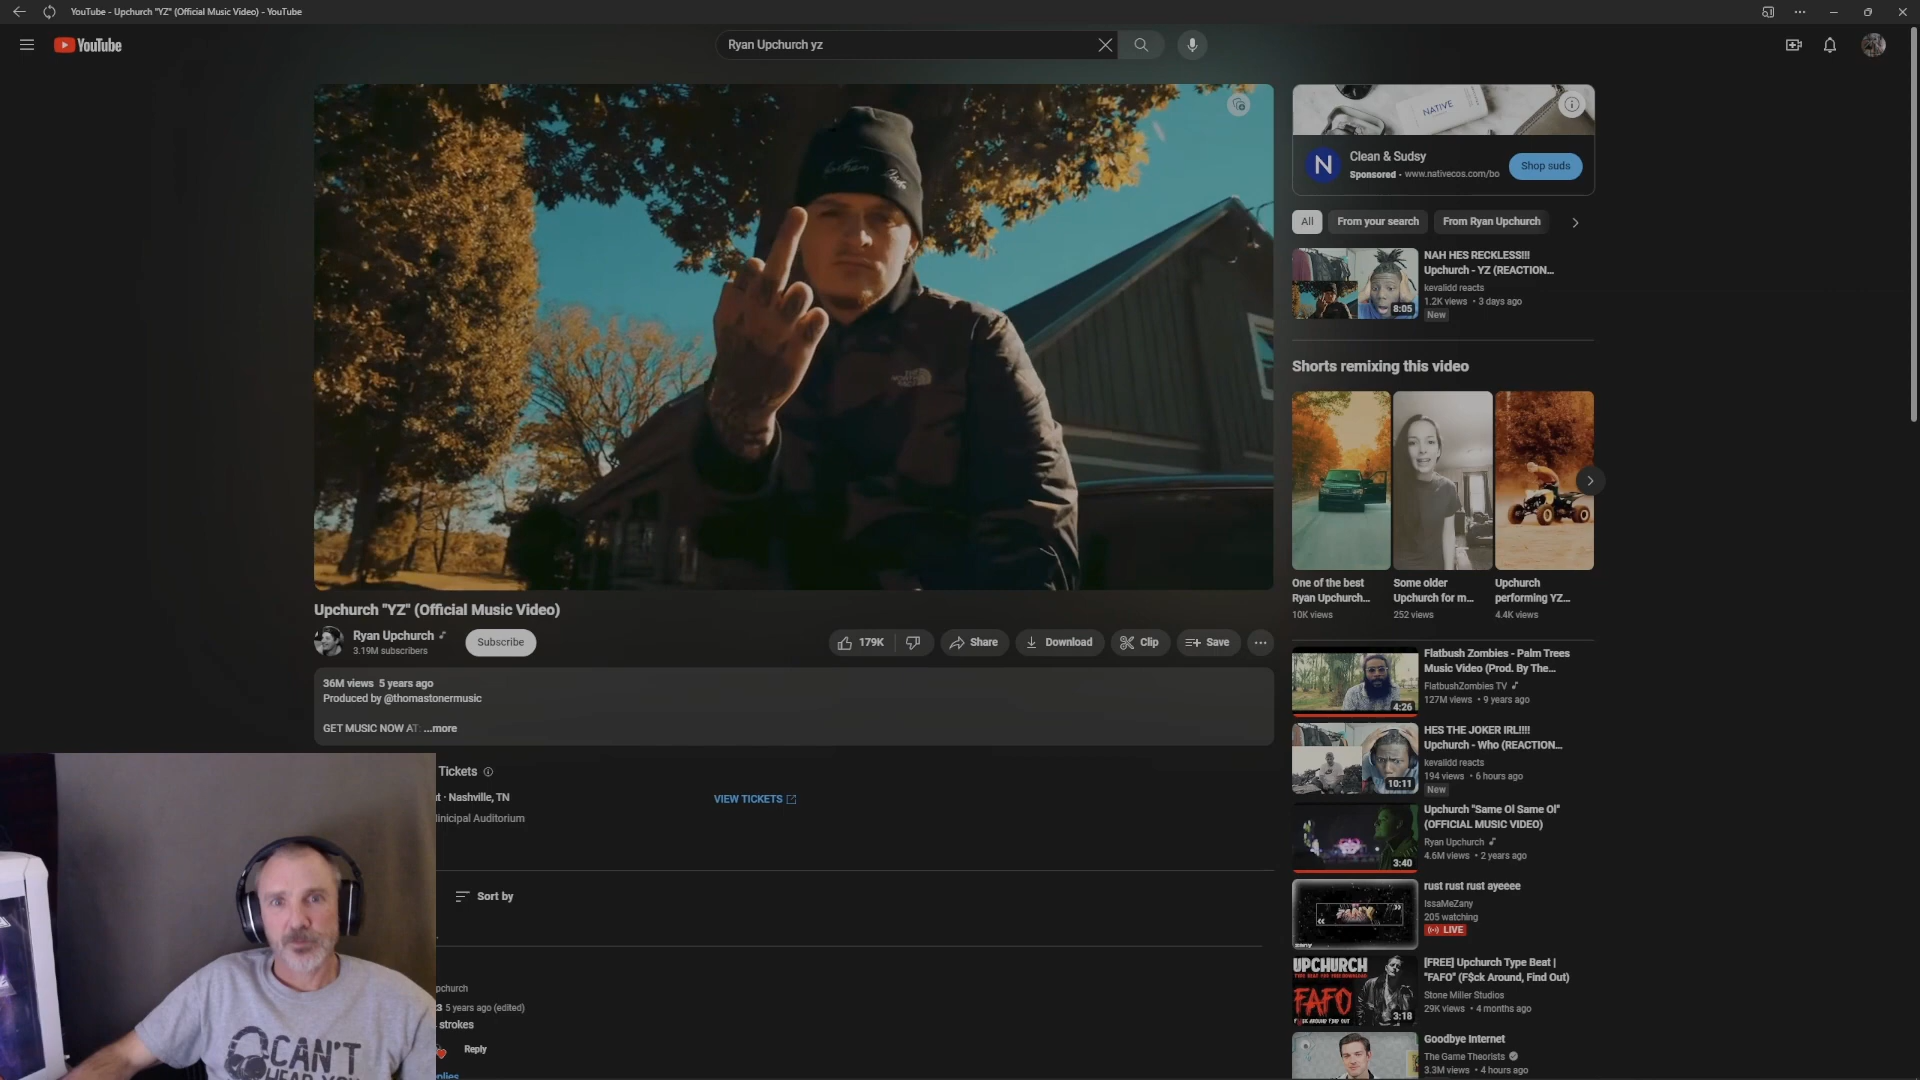 YouTube - Upchurch "YZ" (Official Music Video) - YouTube
YouTube
Ryan Upchurch yz
THE NORTH FACE
Upchurch "YZ" (Official Music Video)
Ryan Upchurch
3.19M subscribers
Subscribe
179K
Share
Download
Clip
Save
36M views 5 years ago
Produced by @thomastonermusic
GET MUSIC NOW AT: ...more
Tickets
Nashville, TN
Auditorium
VIEW TICKETS
Sort by
pchurch
5 years ago (edited)
strokes
Reply
CAN'T
HEAR YOU
NATIVE
Clean & Sudsy
Sponsored · www.nativecos.com/bo
N
Shop suds
All
From your search
From Ryan Upchurch
NAH HES RECKLESS!!!
Upchurch - YZ (REACTION...
kevalidd reacts
1.2K views • 3 days ago
New
8:05
Shorts remixing this video
One of the best
Ryan Upchurch...
10K views
Some older
Upchurch for m...
252 views
Upchurch
performing YZ...
4.4K views
Flatbush Zombies - Palm Trees
Music Video (Prod. By The...
FlatbushZombies TV
127M views • 9 years ago
4:26
HES THE JOKER IRL!!!!
Upchurch - Who (REACTION...
kevalidd reacts
194 views • 6 hours ago
New
10:11
Upchurch "Same Ol Same Ol"
(OFFICIAL MUSIC VIDEO)
Ryan Upchurch
4.6M views • 2 years ago
3:40
rust rust rust ayeeee
IssaMeZany
205 watching
LIVE
UPCHURCH
FAFO
[FREE] Upchurch Type Beat |
"FAFO" (F$ck Around, Find Out)
Stone Miller Studios
29K views • 4 months ago
3:18
Goodbye Internet
The Game Theorists
3.3M views • 4 hours ago